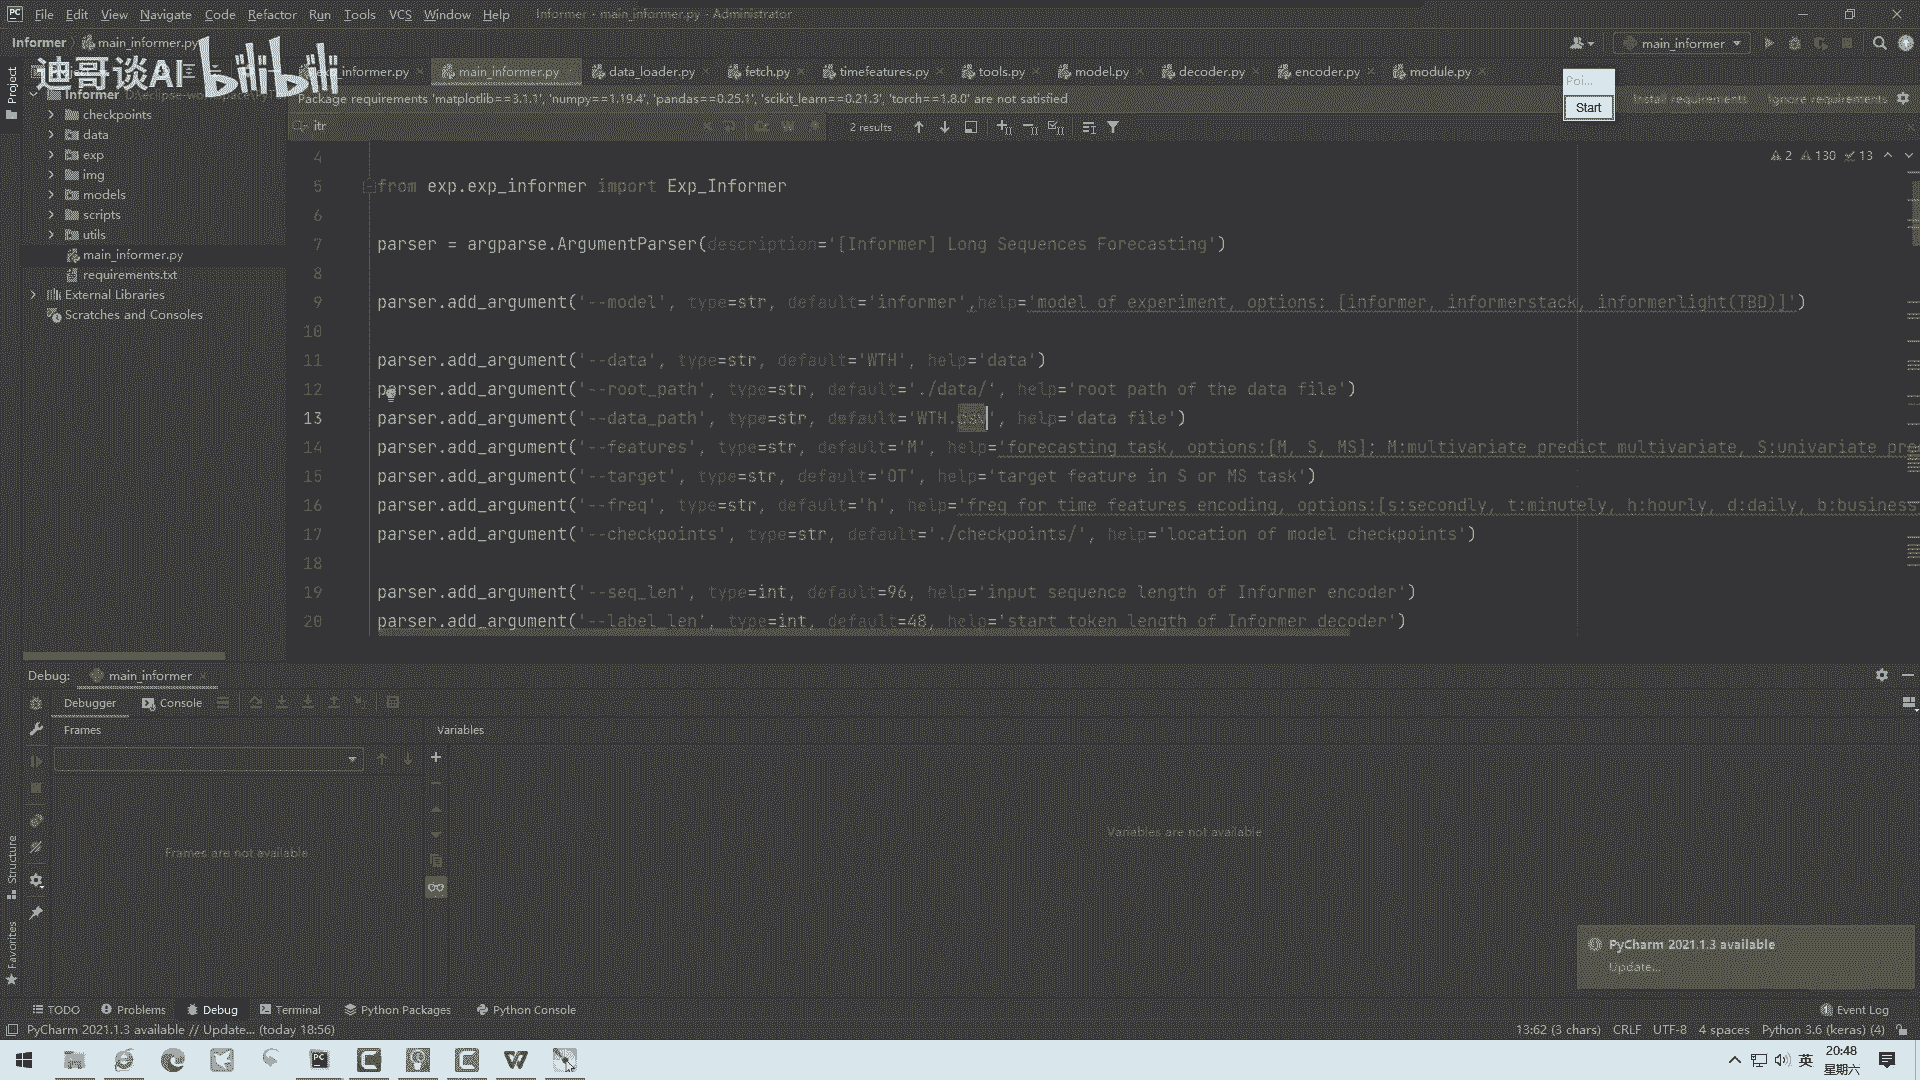 File Edit View Navigate Code Refactor Run Tools VCS Window Help Informer - main_informer.py - Administrator
Informer main_informer.py main_informer
迪哥谈AI bilibili
informer.py main_informer.py data_loader.py fetch.py timefeatures.py tools.py model.py decoder.py encoder.py module.py
Project
Informer
Package requirements 'matplotlib==3.1.1', 'numpy==1.19.4', 'pandas==0.25.1', 'scikit_learn==0.21.3', 'torch==1.8.0' are not satisfied Install requirements Ignore requirements
Poi...
Start
itr 2 results
checkpoints
data
exp
img
models
scripts
utils
main_informer.py
requirements.txt
External Libraries
Scratches and Consoles
2 130 13
4
5 from exp.exp_informer import Exp_Informer
6
7 parser = argparse.ArgumentParser(description='[Informer] Long Sequences Forecasting')
8
9 parser.add_argument('--model', type=str, default='informer',help='model of experiment, options: [informer, informerstack, informerlight(TBD)]')
10
11 parser.add_argument('--data', type=str, default='WTH', help='data')
12 parser.add_argument('--root_path', type=str, default='./data/', help='root path of the data file')
13 parser.add_argument('--data_path', type=str, default='WTH.csv', help='data file')
14 parser.add_argument('--features', type=str, default='M', help='forecasting task, options:[M, S, MS]; M:multivariate predict multivariate, S:univariate pre
15 parser.add_argument('--target', type=str, default='OT', help='target feature in S or MS task')
16 parser.add_argument('--freq', type=str, default='h', help='freq for time features encoding, options:[s:secondly, t:minutely, h:hourly, d:daily, b:business
17 parser.add_argument('--checkpoints', type=str, default='./checkpoints/', help='location of model checkpoints')
18
19 parser.add_argument('--seq_len', type=int, default=96, help='input sequence length of Informer encoder')
20 parser.add_argument('--label_len', type=int, default=48, help='start token length of Informer decoder')
Debug: main_informer
Debugger Console
Frames Variables
Frames are not available
Variables are not available
Structure
Favorites
PyCharm 2021.1.3 available
Update...
TODO Problems Debug Terminal Python Packages Python Console 1 Event Log
PyCharm 2021.1.3 available // Update... (today 18:56) 13:62 (3 chars) CRLF UTF-8 4 spaces Python 3.6 (keras) (4)
英 20:48
星期六